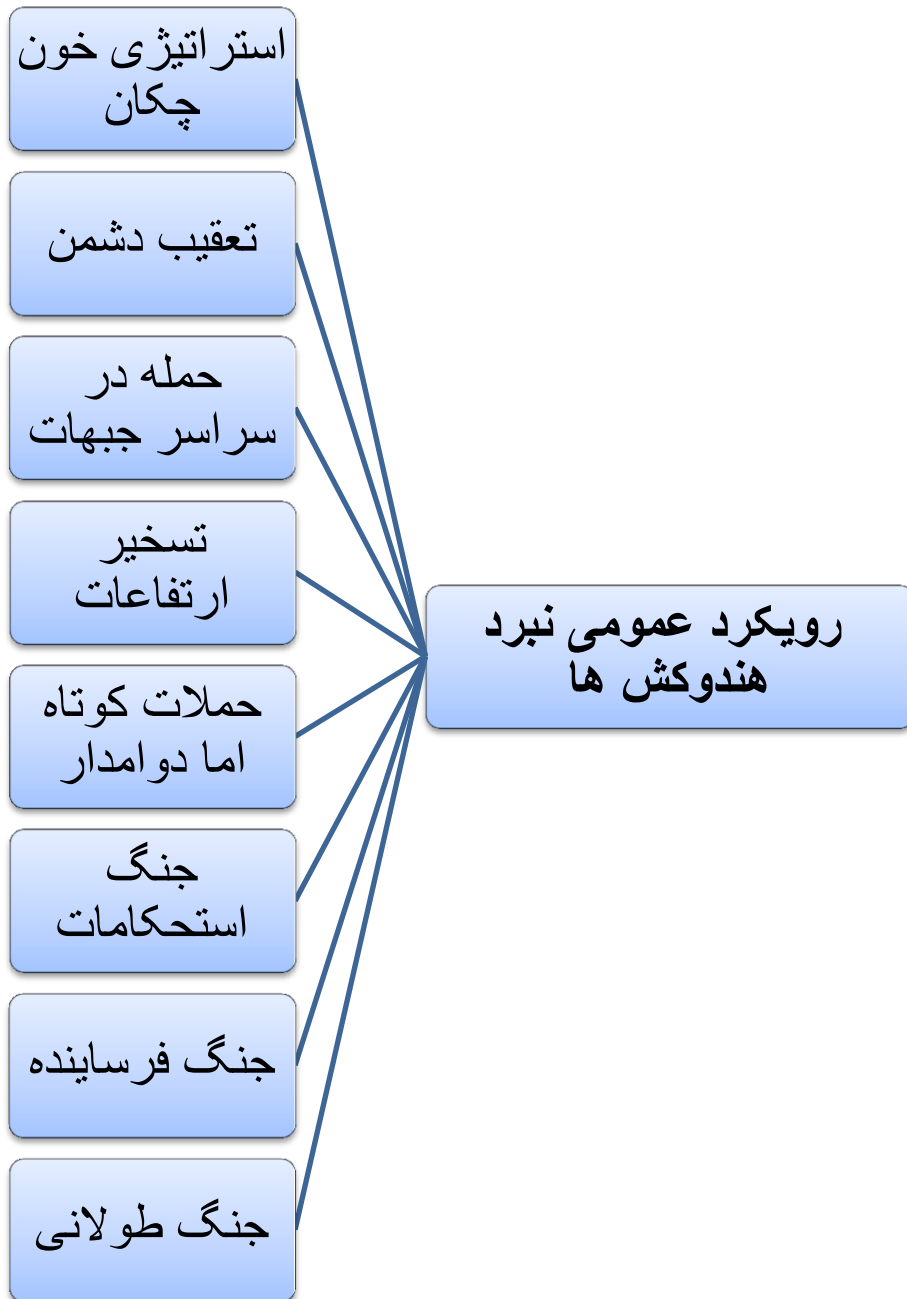 استراتیژی خون
چکان
تعقیب دشمن
حمله در
سراسر جبهات
تسخیر
ارتفاعات
حملات کوتاه
اما دوامدار
جنگ
استحکامات
جنگ فرساینده
جنگ طولانی
رویکرد عمومی نبرد
هندوکش ها